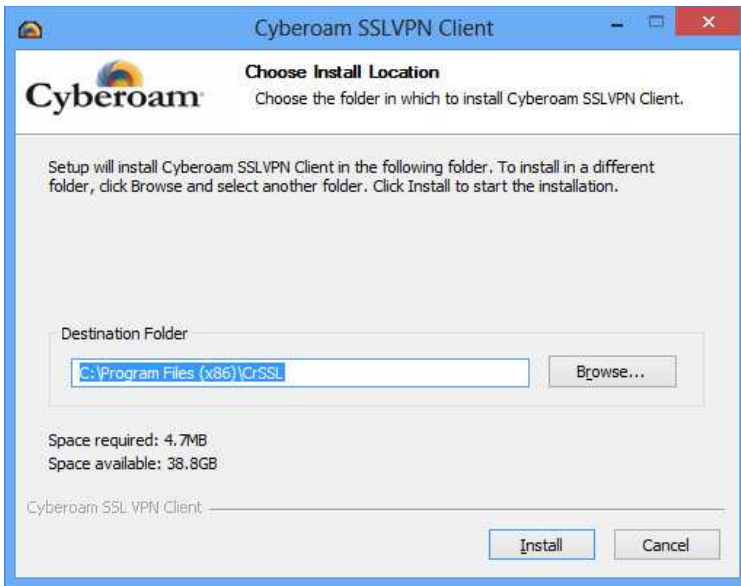 Cyberoam SSLVPN Client
Cyberoam
Choose Install Location
Choose the folder in which to install Cyberoam SSLVPN Client.
Setup will install Cyberoam SSLVPN Client in the following folder. To install in a different
folder, click Browse and select another folder. Click Install to start the installation.
Destination Folder
C:\Program Files (x86)\CrSSL
Browse...
Space required: 4.7MB
Space available: 38.8GB
Cyberoam SSL VPN Client
Install
Cancel